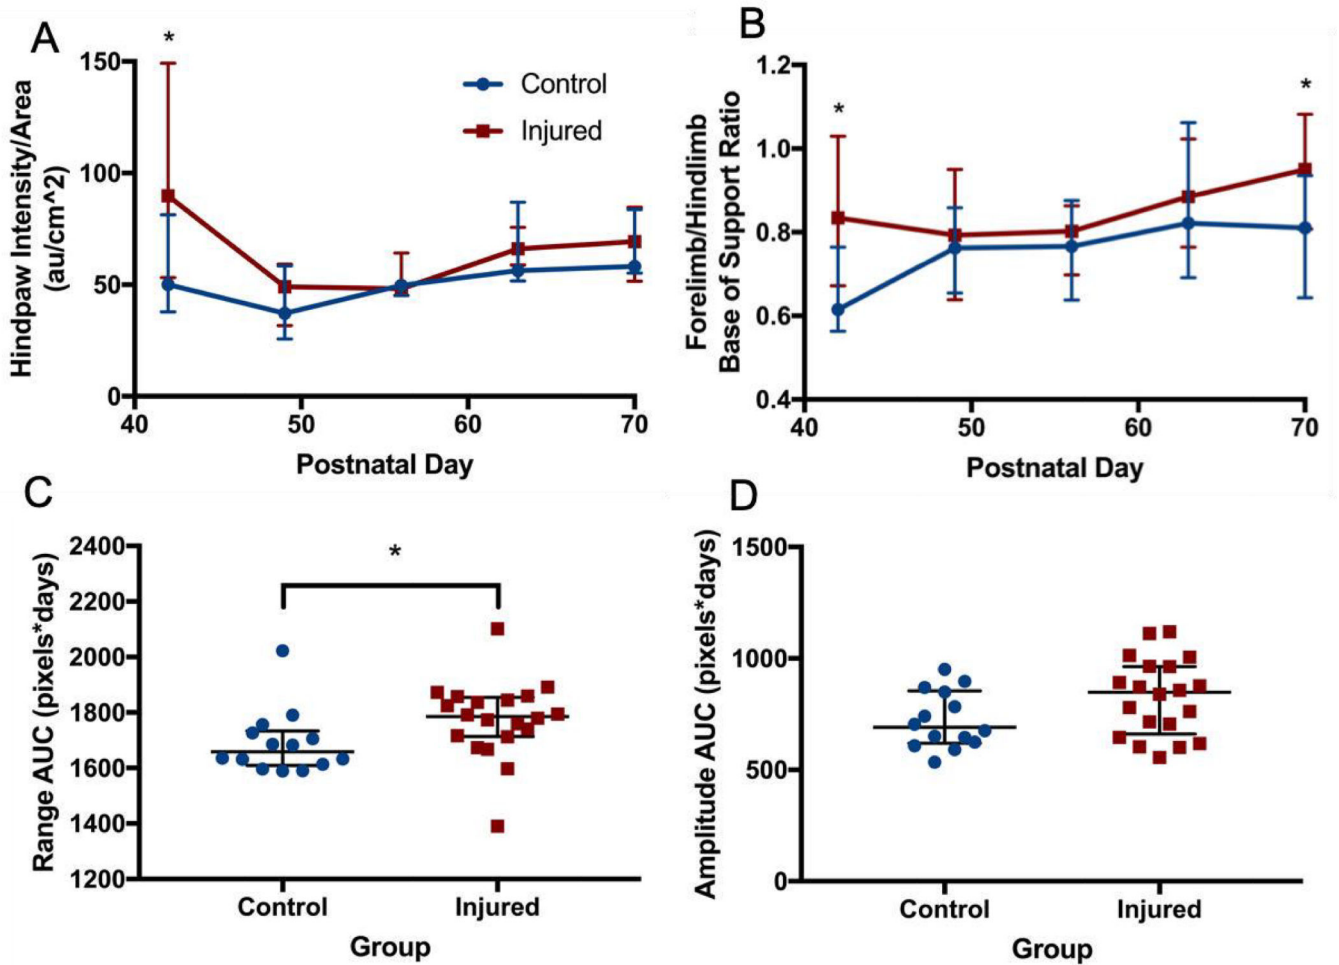 A
*
150
100
50
0
Hindpaw Intensity/Area
(au/cm^2)
Control
Injured
40
50
60
70
Postnatal Day
B
*
*
1.2
1.0
0.8
0.6
0.4
Forelimb/Hindlimb
Base of Support Ratio
40
50
60
70
Postnatal Day
C
*
2400
2200
2000
1800
1600
1400
1200
Range AUC (pixels*days)
Control
Injured
Group
D
1500
1000
500
0
Amplitude AUC (pixels*days)
Control
Injured
Group